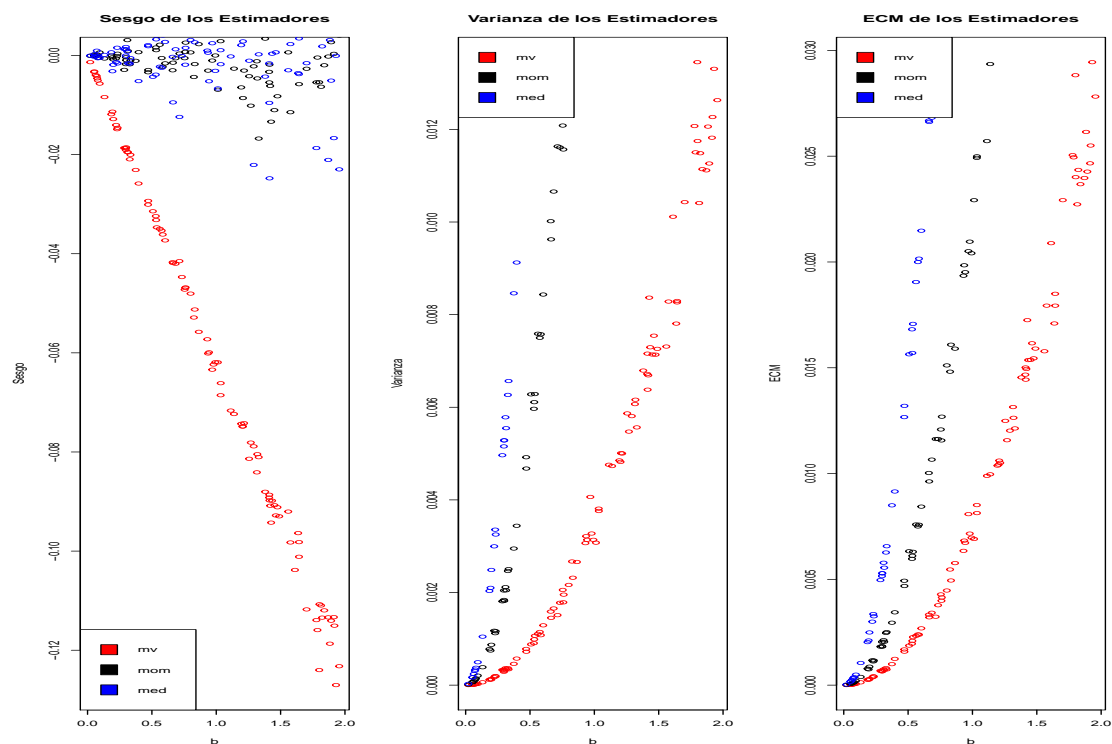 Sesgo de los Estimadores
Sesgo
0.00
−0.02
−0.04
−0.06
−0.08
−0.10
−0.12
mv
mom
med
0.0 0.5 1.0 1.5 2.0
b
Varianza de los Estimadores
Varianza
0.012
0.010
0.008
0.006
0.004
0.002
0.000
mv
mom
med
0.0 0.5 1.0 1.5 2.0
b
ECM de los Estimadores
ECM
0.030
0.025
0.020
0.015
0.010
0.005
0.000
mv
mom
med
0.0 0.5 1.0 1.5 2.0
b